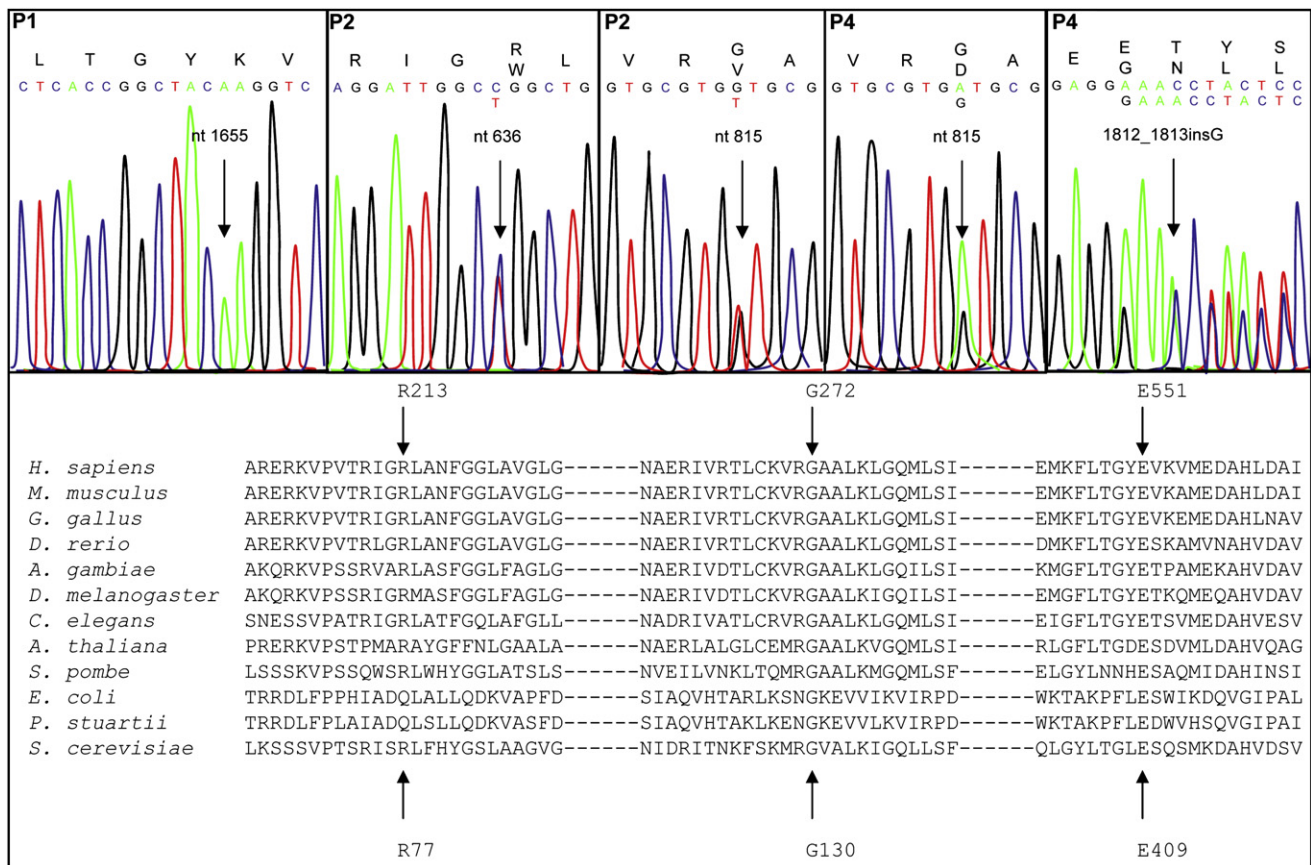 P1 P2 P2 P4 P4
L T G Y K V
C T C A C C G G C T A C A A G G T C
nt 1655
R
R I G W L
A G G A T T G G C C G G C T G
T
nt 636
G
V R V A
G T G C G T G G T G C G
T
nt 815
G
V R D A
G T G C G T G A T G C G
G
nt 815
E T Y S
E G N L L
G A G G A A A C C T A C T C C
G A A A C C T A C T C
1812_1813insG
R213 G272 E551
H. sapiens ARERKVPVTRIGRLANFGGLAVGLG------NAERIVRTLCKVRGAALKLGQMLSI------EMKFLTGYEVKVMEDAHLDAI
M. musculus ARERKVPVTRIGRLANFGGLAVGLG------NAERIVRTLCKVRGAALKLGQMLSI------EMKFLTGYEVKAMEDAHLDAI
G. gallus ARERKVPVTRIGRLANFGGLAVGLG------NAERIVRTLCKVRGAALKLGQMLSI------EMKFLTGYEVKEMEDAHLNAV
D. rerio ARERKVPVTRLGRLANFGGLAVGLG------NAERIVRTLCKVRGAALKLGQMLSI------DMKFLTGYESKAMVNAHVDAV
A. gambiae AKQRKVPSSRVARLASFGGLFAGLG------NAERIVDTLCKVRGAALKIGQILSI------KMGFLTGYETPAMEKAHVDAV
D. melanogaster AKQRKVPSSRIGRMASFGGLFAGLG------NAERIVDTLCKVRGAALKIGQILSI------EMGFLTGYETKQMEQAHVDAV
C. elegans SNESSVPATRIGRLATFGQLAFGLL------NADRIVATLCRVRGAALKLGQMLSI------EIGFLTGYETSVMEDAHVESV
A. thaliana PRERKVPSTPMARAYGFFNLGAALA------NAERLALGLCEMRGAALKVGQMLSI------RLGFLTGDESDVMLDAHVQAG
S. pombe LSSSKVPSSQWSRLWHYGGLATSLS------NVEILVNKLTQMRGAALKMGQMLSF------ELGYLNNHESAQMIDAHINSI
E. coli TRRDLFPPHIADQLALLQDKVAPFD------SIAQVHTARLKSNGKEVVIKVIRPD------WKTAKPFLESWIKDQVGIPAL
P. stuartii TRRDLFPLAIADQLSLLQDKVASFD------SIAQVHTAKLKENGKEVVLKVIRPD------WKTAKPFLEDWVHSQVGIPAI
S. cerevisiae LKSSSVPTSRISRLFHYGSLAAGVG------NIDRITNKFSKMRGVALKIGQLLSF------QLGYLTGLESQSMKDAHVDSV
R77 G130 E409